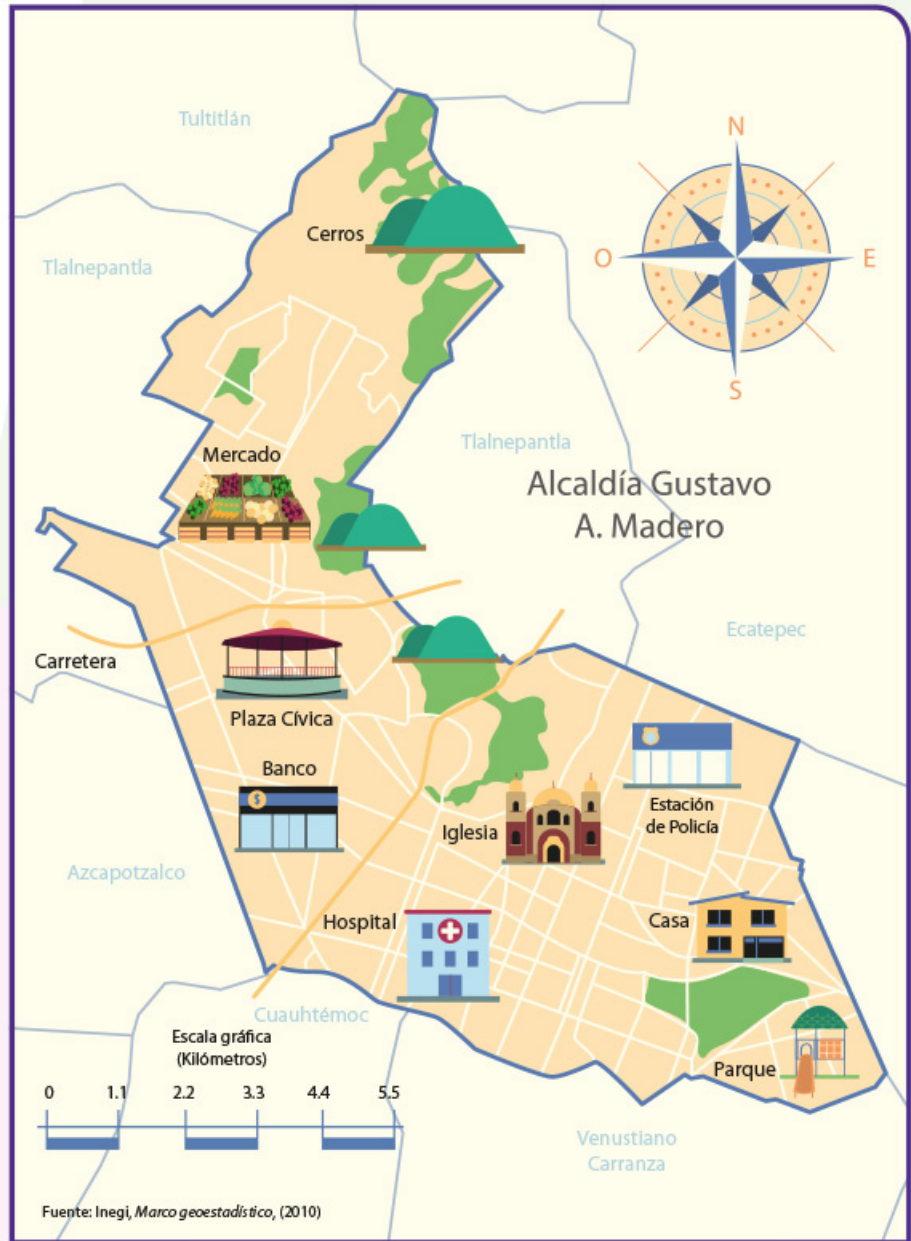 Tultitlán
N
Cerros
O
E
Tlalnepantla
S
Tlalnepantla
Mercado
Alcaldía Gustavo
A. Madero
Ecatepec
Carretera
Plaza Cívica
Banco
$
Estación
de Policía
Iglesia
Azcapotzalco
Hospital
Casa
Cuauhtémoc
Escala gráfica
(Kilómetros)
Parque
0 1.1 2.2 3.3 4.4 5.5
Venustiano
Carranza
Fuente: Inegi, Marco geoestadístico, (2010)